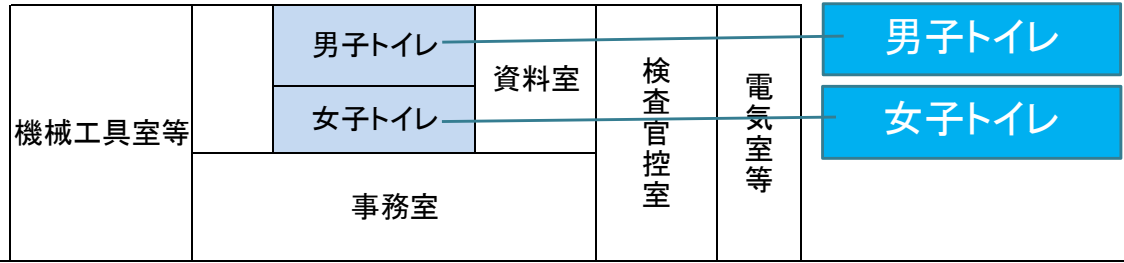 男子トイレ
女子トイレ
機械工具室等
資料室
事務室
検査官控室
電気室等
男子トイレ
女子トイレ